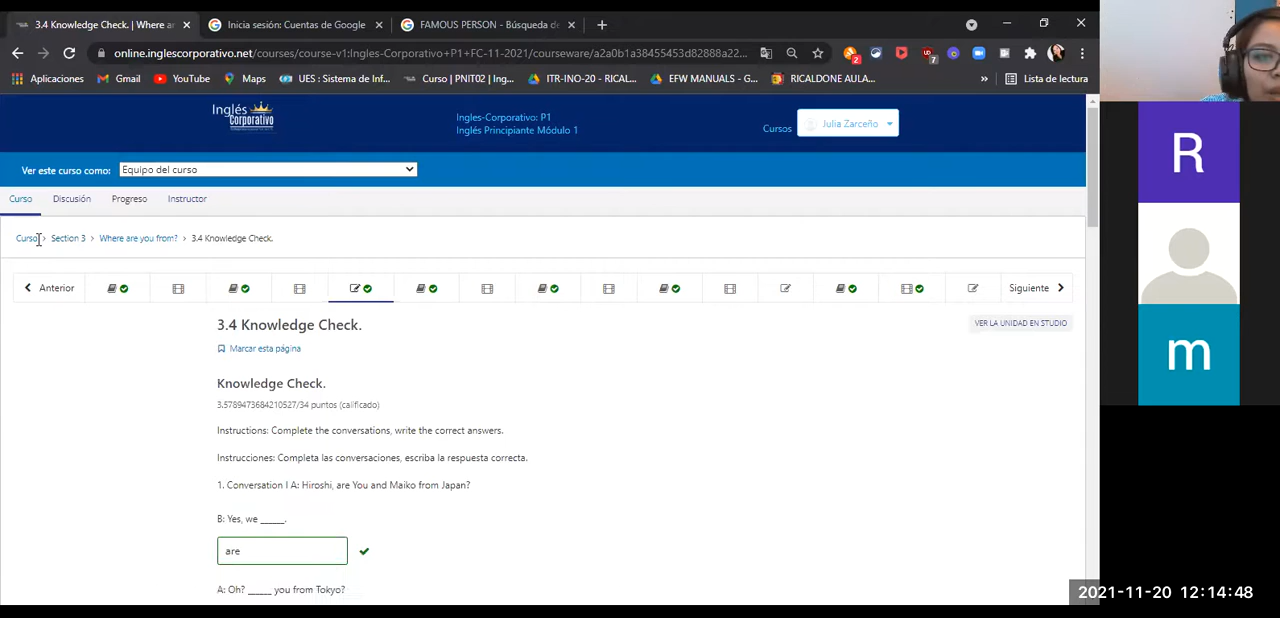 3.4 Knowledge Check. | Where ar
Inicia sesión: Cuentas de Google
FAMOUS PERSON - Búsqueda de
online.inglescorporativo.net/courses/course-v1:Ingles-Corporativo+P1+FC-11-2021/courseware/a2a0b1a38455453d82888a22...
2
7
Aplicaciones
Gmail
YouTube
Maps
UES : Sistema de Inf...
Curso | PNIT02 | Ing...
ITR-INO-20 - RICAL...
EFW MANUALS - G...
RICALDONE AULA...
»
Lista de lectura
Inglés
Corporativo
Ingles-Corporativo: P1
Inglés Principiante Módulo 1
Cursos
Julia Zarceño
Ver este curso como:
Equipo del curso
Curso
Discusión
Progreso
Instructor
Curso > Section 3 > Where are you from? > 3.4 Knowledge Check.
Anterior
Siguiente
3.4 Knowledge Check.
VER LA UNIDAD EN STUDIO
Marcar esta página
Knowledge Check.
3.5789473684210527/34 puntos (calificado)
Instructions: Complete the conversations, write the correct answers.
Instrucciones: Completa las conversaciones, escriba la respuesta correcta.
1. Conversation I A: Hiroshi, are You and Maiko from Japan?
B: Yes, we _____.
are
A: Oh? _____ you from Tokyo?
R
m
2021-11-20 12:14:48